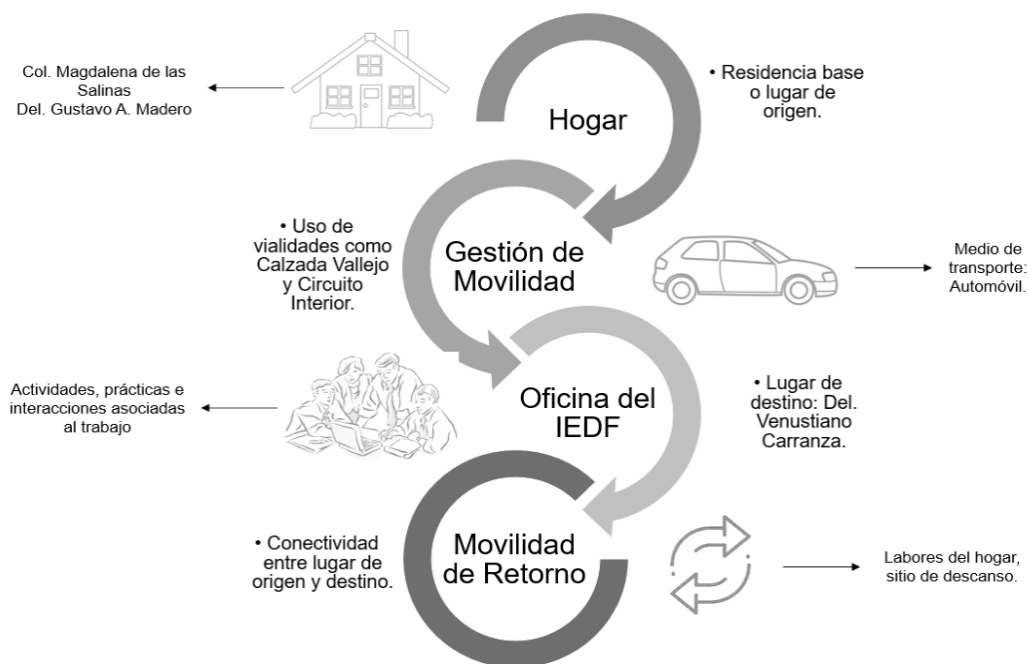 Col. Magdalena de las
Salinas
Del. Gustavo A. Madero
Hogar
• Residencia base
o lugar de
origen.
• Uso de
vialidades como
Calzada Vallejo
y Circuito
Interior.
Gestión de
Movilidad
Medio de
transporte:
Automóvil.
Actividades, prácticas e
interacciones asociadas
al trabajo
Oficina del
IEDF
• Lugar de
destino: Del.
Venustiano
Carranza.
• Conectividad
entre lugar de
origen y destino.
Movilidad
de Retorno
Labores del hogar,
sitio de descanso.